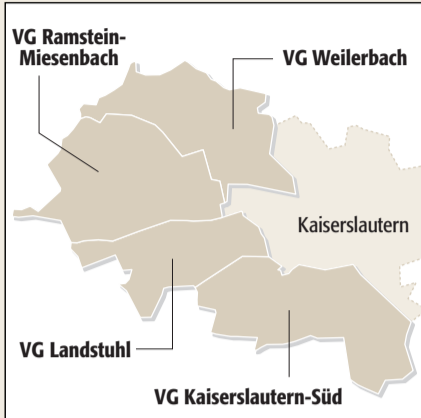 VG Ramstein-
Miesenbach
VG Weilerbach
Kaiserslautern
VG Landstuhl
VG Kaiserslautern-Süd